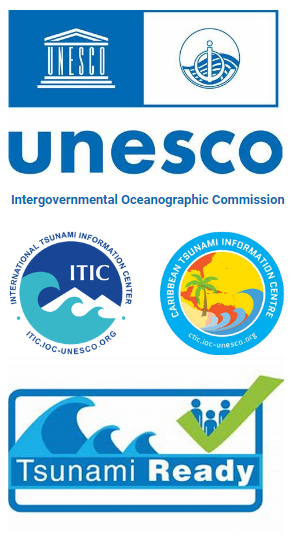 UNESCO
unesco
Intergovernmental Oceanographic Commission
INTERNATIONAL TSUNAMI INFORMATION CENTER
ITIC
ITIC.IOC-UNESCO.ORG
CARIBBEAN TSUNAMI INFORMATION CENTRE
ctic.ioc-unesco.org
Tsunami Ready